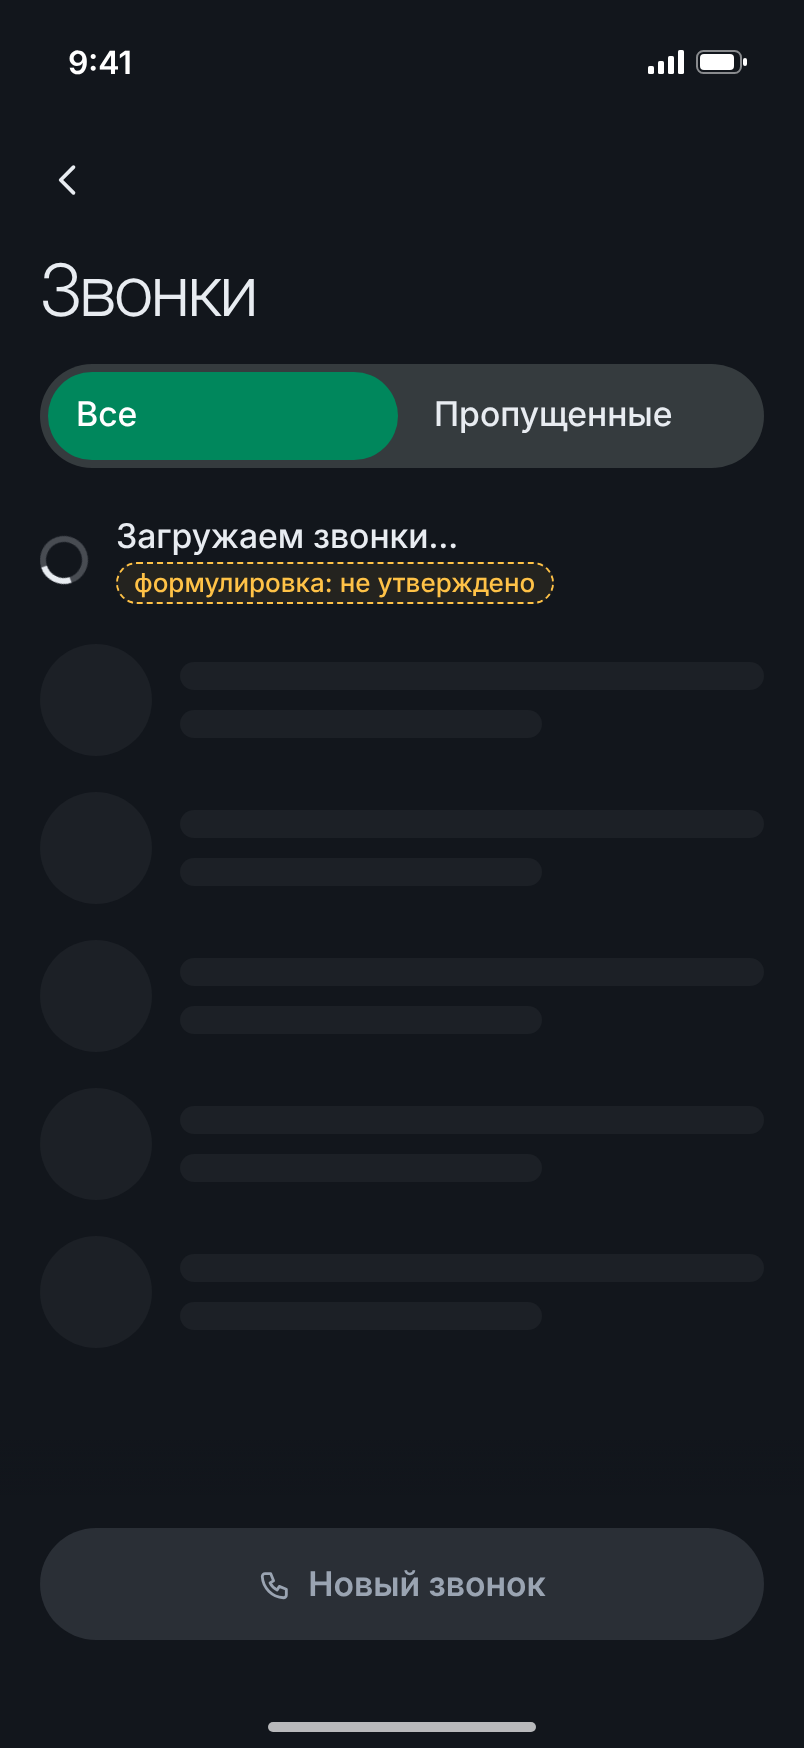 9:41
Звонки
Все
Пропущенные
Загружаем звонки...
формулировка: не утверждено
Новый звонок